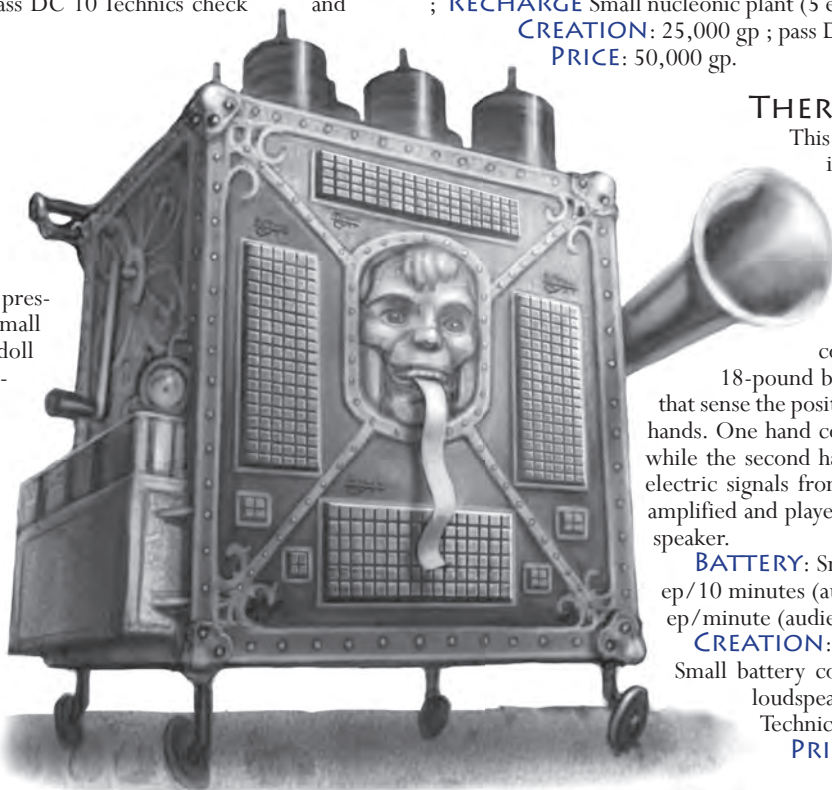 ass DC 10 Technics check and
; RECHARGE Small nucleonic plant (5 e
CREATION: 25,000 gp ; pass D
PRICE: 50,000 gp.
THER
This
i
pres-
mall
doll
-
co
18-pound b
that sense the posit
hands. One hand co
while the second ha
electric signals from
amplified and playe
speaker.
BATTERY: Sm
ep/10 minutes (au
ep/minute (audie
CREATION:
Small battery co
loudspea
Technic
PRI